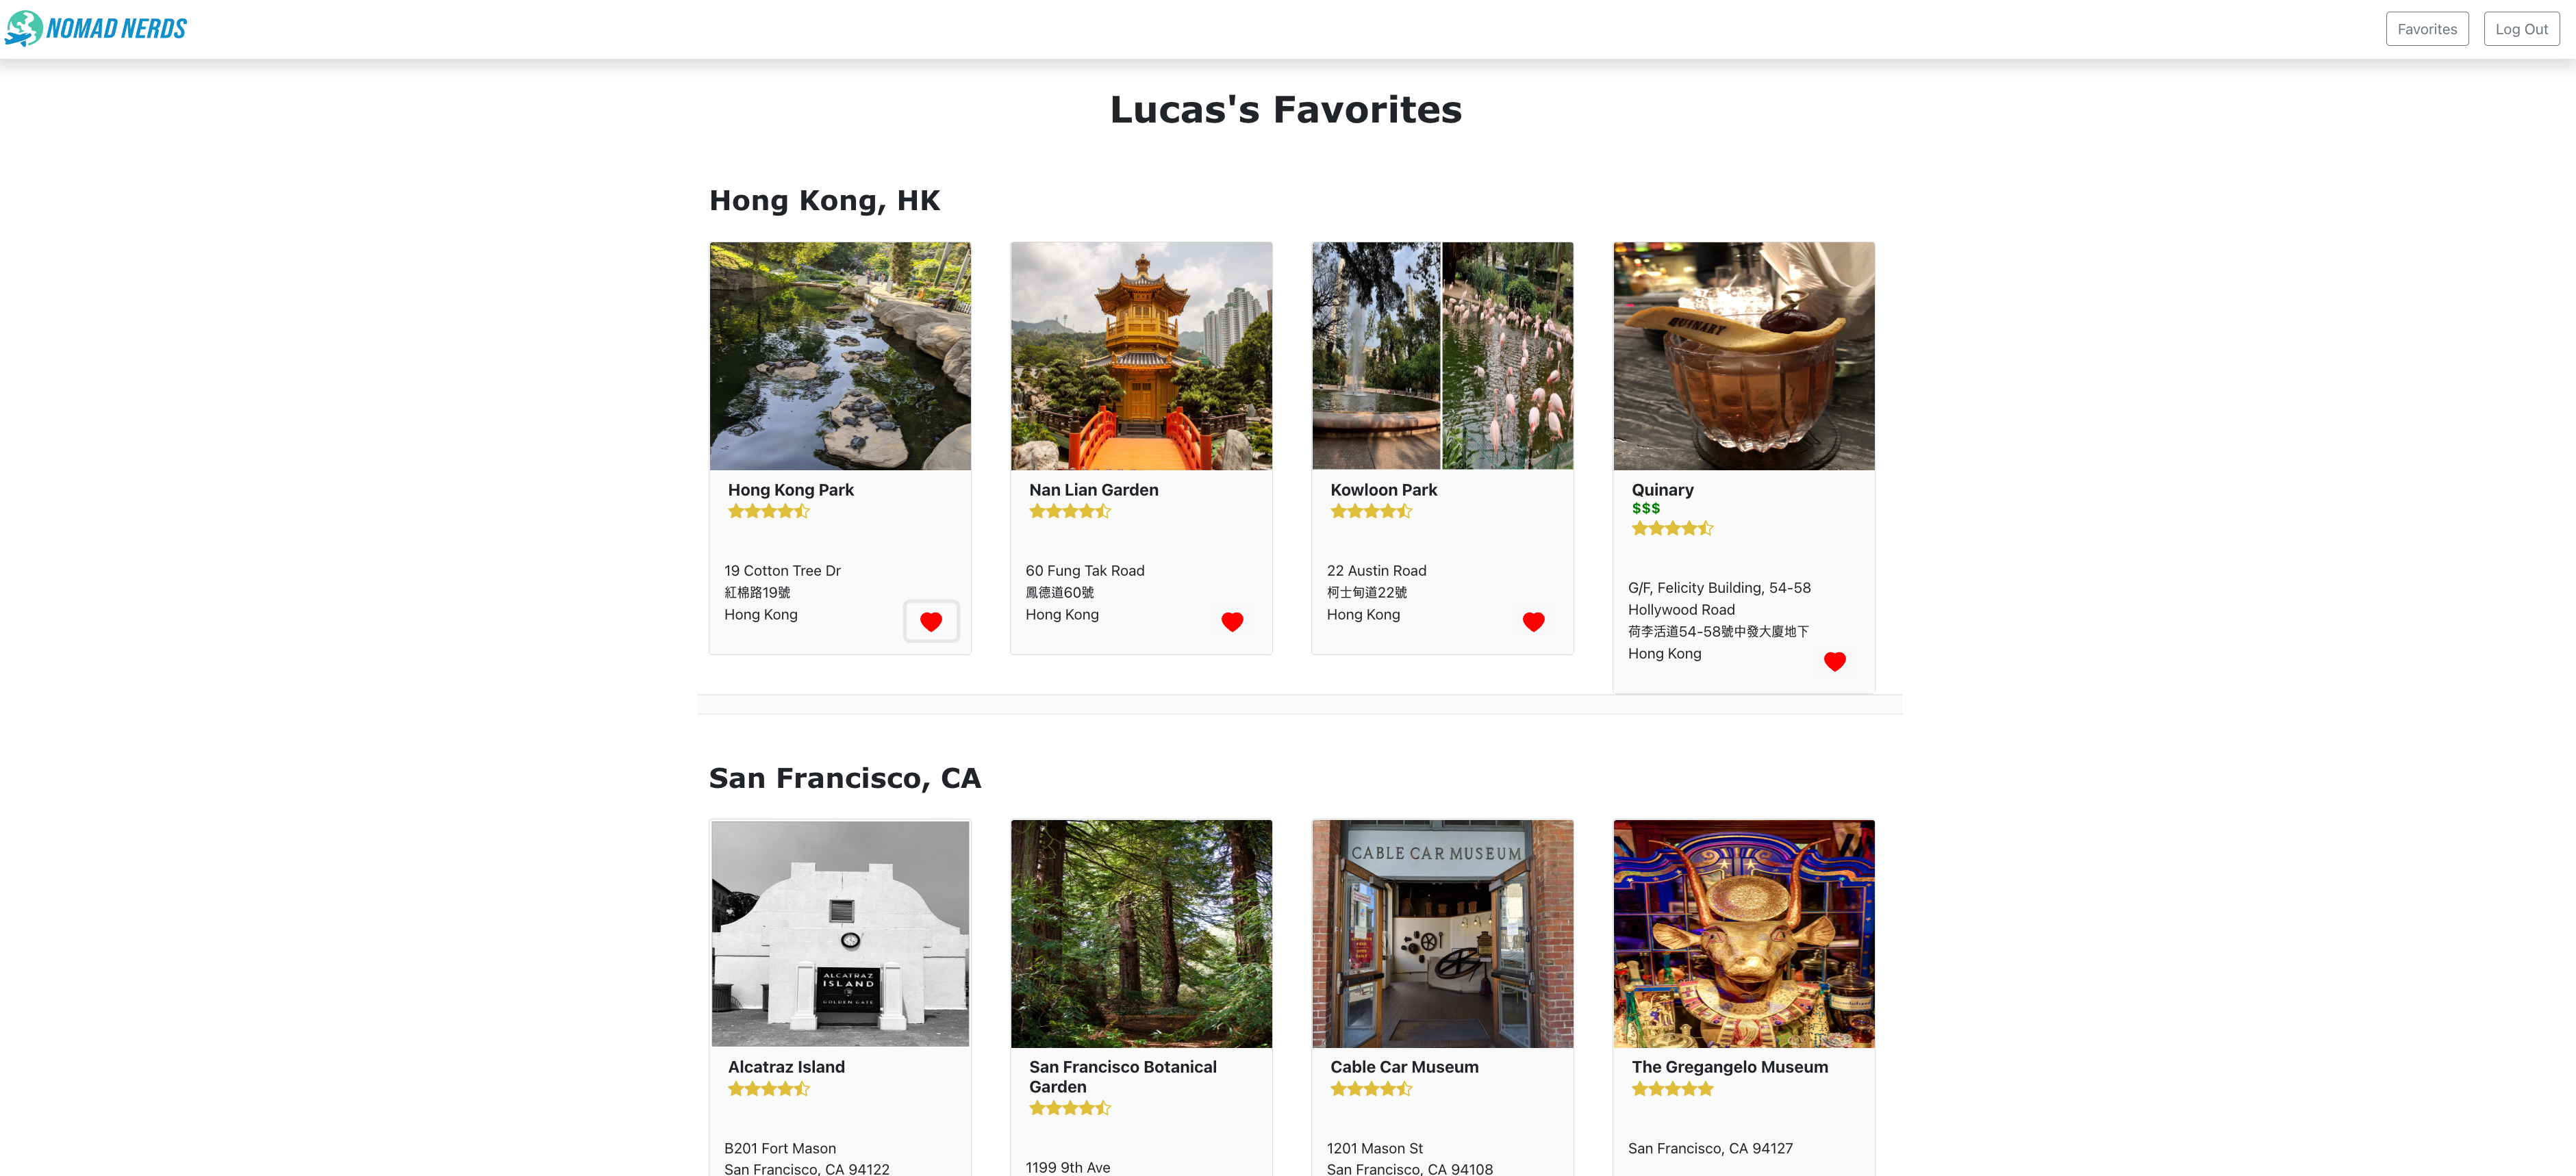 NOMAD NERDS
Favorites
Log Out
Lucas's Favorites
Hong Kong, HK
QUINARY
Hong Kong Park
19 Cotton Tree Dr
紅棉路19號
Hong Kong
Nan Lian Garden
60 Fung Tak Road
鳳德道60號
Hong Kong
Kowloon Park
22 Austin Road
柯士甸道22號
Hong Kong
Quinary
$$$
G/F, Felicity Building, 54-58
Hollywood Road
荷李活道54-58號中發大廈地下
Hong Kong
San Francisco, CA
ALCATRAZ
ISLAND
GOLDEN GATE
CABLE CAR MUSEUM
Alcatraz Island
B201 Fort Mason
San Francisco, CA 94122
San Francisco Botanical
Garden
1199 9th Ave
Cable Car Museum
1201 Mason St
San Francisco, CA 94108
The Gregangelo Museum
San Francisco, CA 94127